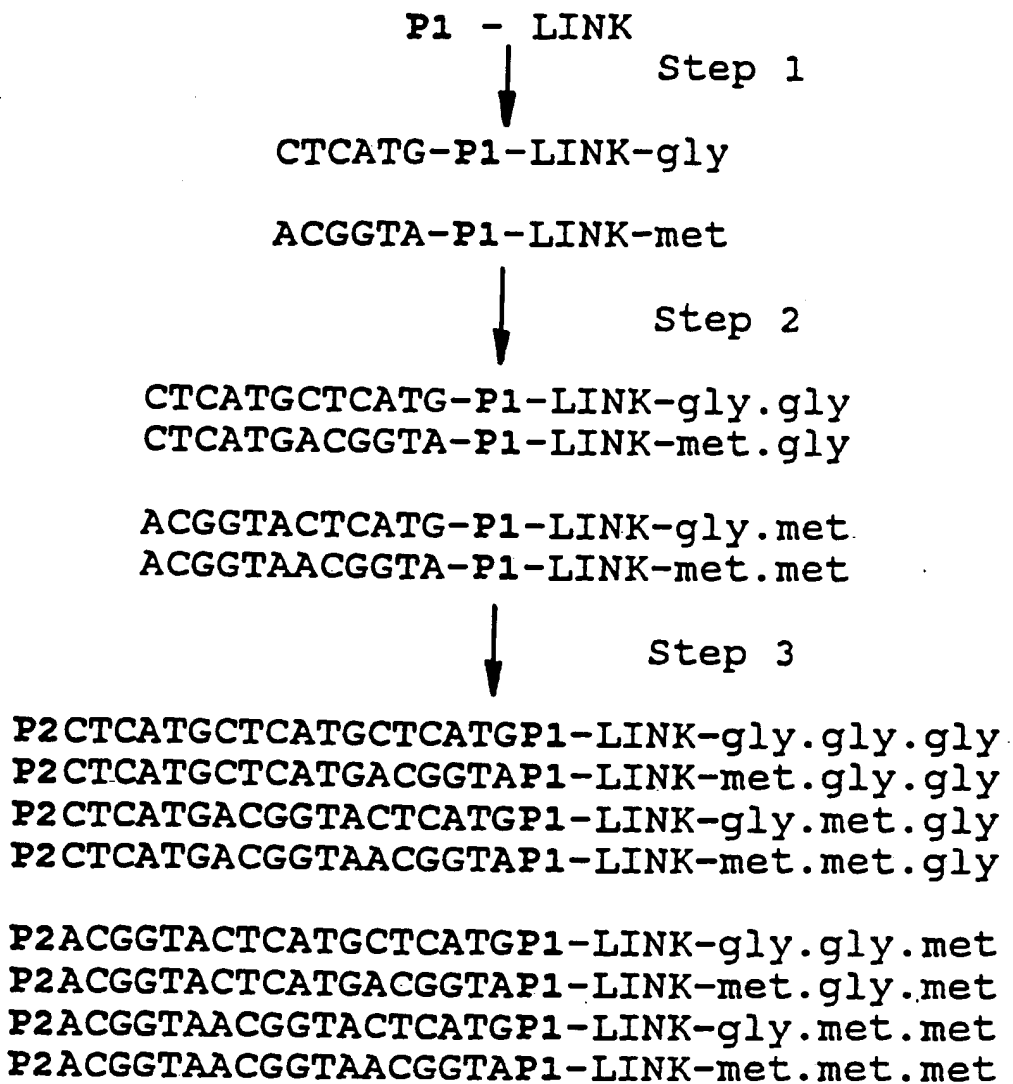 P1 - LINK
Step 1
CTCATG-P1-LINK-gly
ACGGTA-P1-LINK-met
Step 2
CTCATGCTCATG-P1-LINK-gly.gly
CTCATGACGGTA-P1-LINK-met.gly
ACGGTACTCATG-P1-LINK-gly.met
ACGGTAACGGTA-P1-LINK-met.met
Step 3
P2CTCATGCTCATGCTCATGP1-LINK-gly.gly.gly
P2CTCATGCTCATGACGGTAP1-LINK-met.gly.gly
P2CTCATGACGGTACTCATGP1-LINK-gly.met.gly
P2CTCATGACGGTAACGGTAP1-LINK-met.met.gly
P2ACGGTACTCATGCTCATGP1-LINK-gly.gly.met
P2ACGGTACTCATGACGGTAP1-LINK-met.gly.met
P2ACGGTAACGGTACTCATGP1-LINK-gly.met.met
P2ACGGTAACGGTAACGGTAP1-LINK-met.met.met